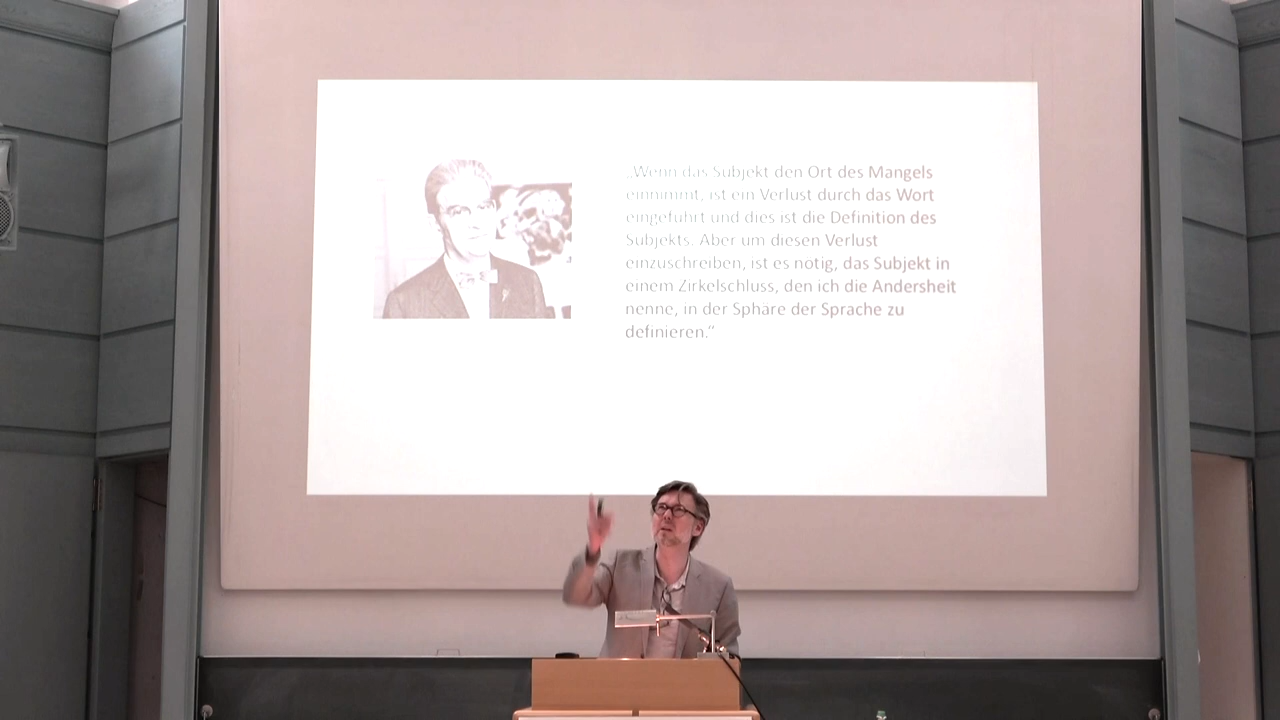 „Wenn das Subjekt den Ort des Mangels
einnimmt, ist ein Verlust durch das Wort
eingeführt und dies ist die Definition des
Subjekts. Aber um diesen Verlust
einzuschreiben, ist es nötig, das Subjekt in
einem Zirkelschluss, den ich die Andersheit
nenne, in der Sphäre der Sprache zu
definieren.“